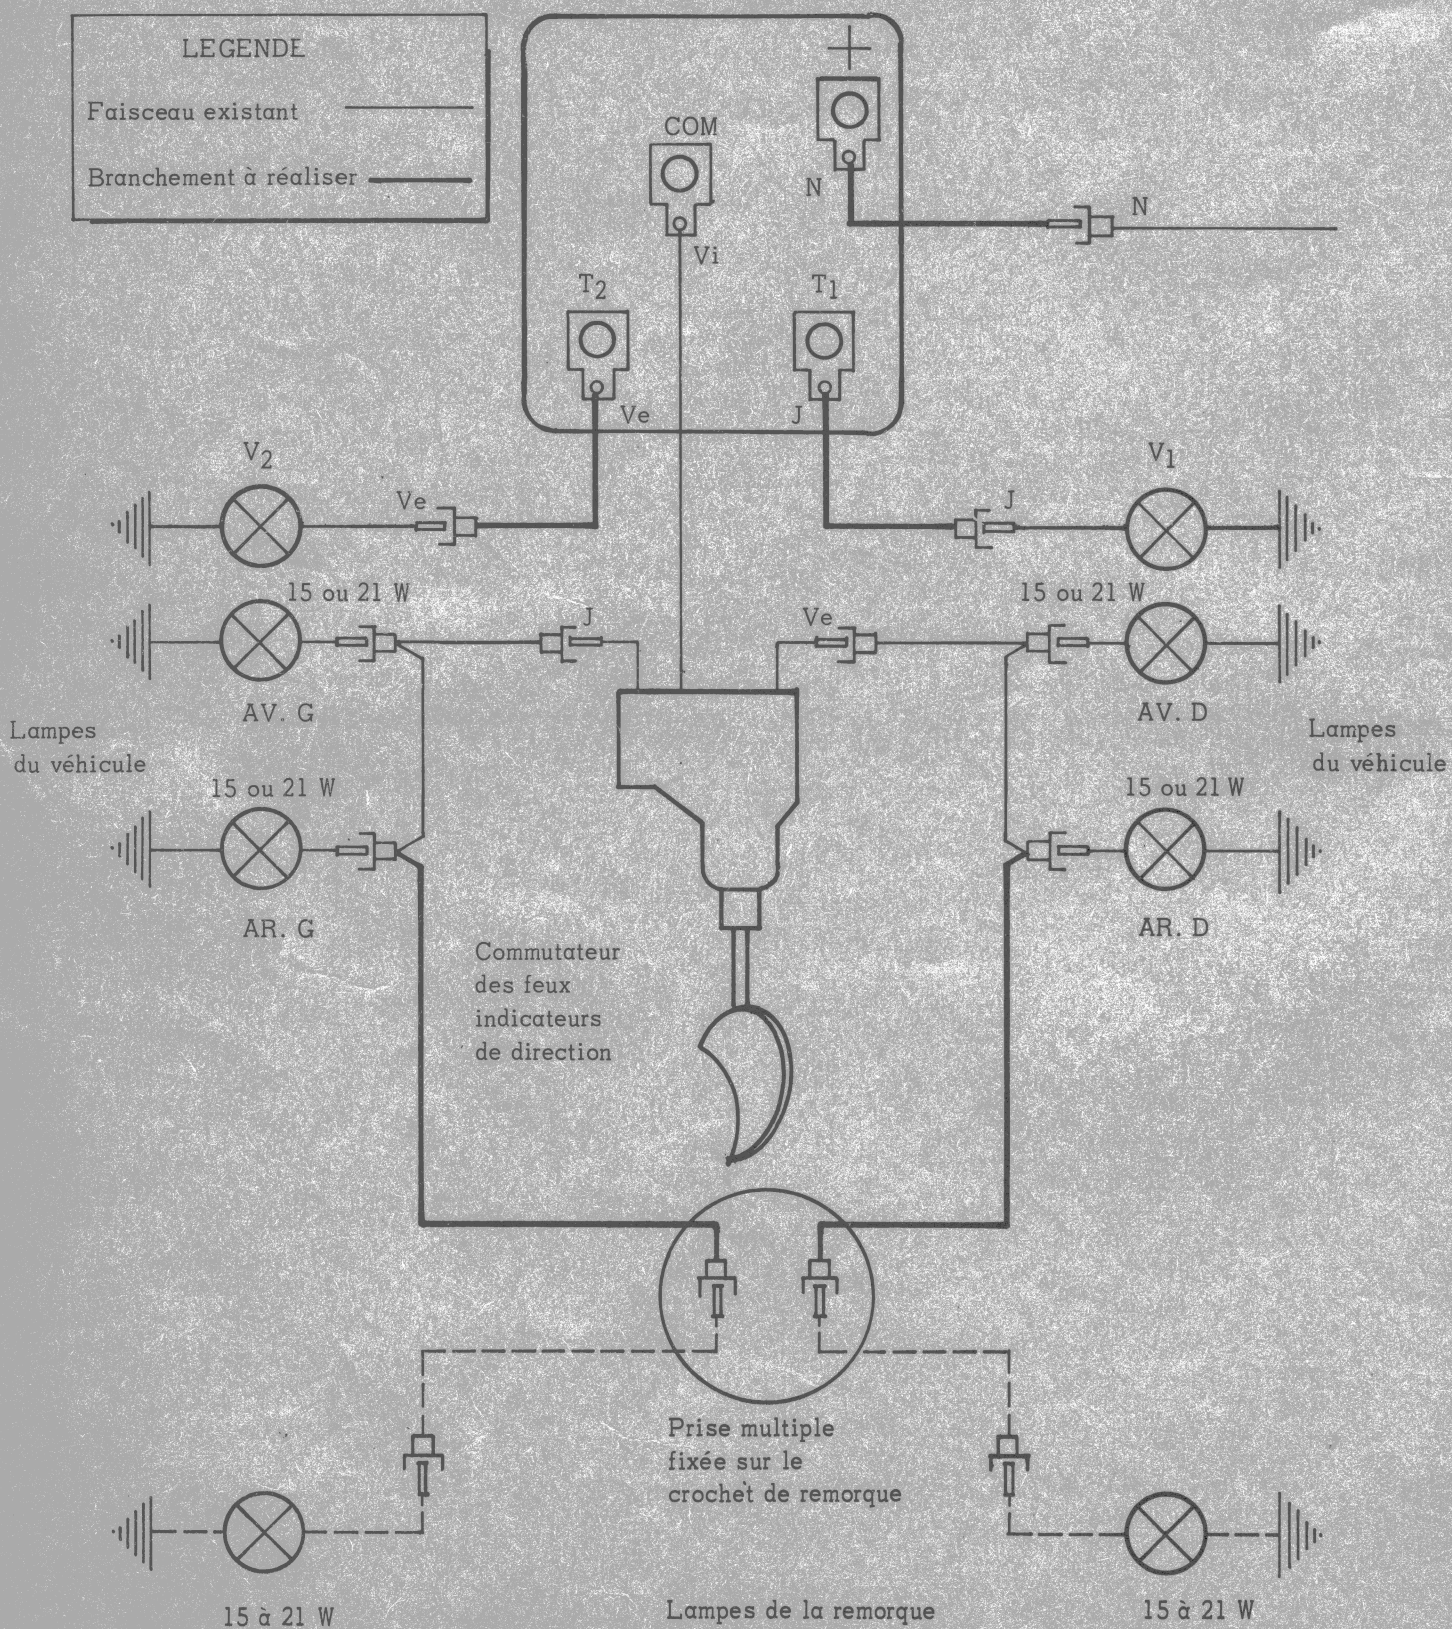 LEGENDE
Faisceau existant
Branchement à réaliser
COM
N
N
Vi
T2
T1
Ve
J
V2
V1
Ve
J
15 ou 21 W
15 ou 21 W
J
Ve
AV. G
AV. D
Lampes
du véhicule
Lampes
du véhicule
15 ou 21 W
15 ou 21 W
AR. G
AR. D
Commutateur
des feux
indicateurs
de direction
Prise multiple
fixée sur le
crochet de remorque
15 à 21 W
Lampes de la remorque
15 à 21 W